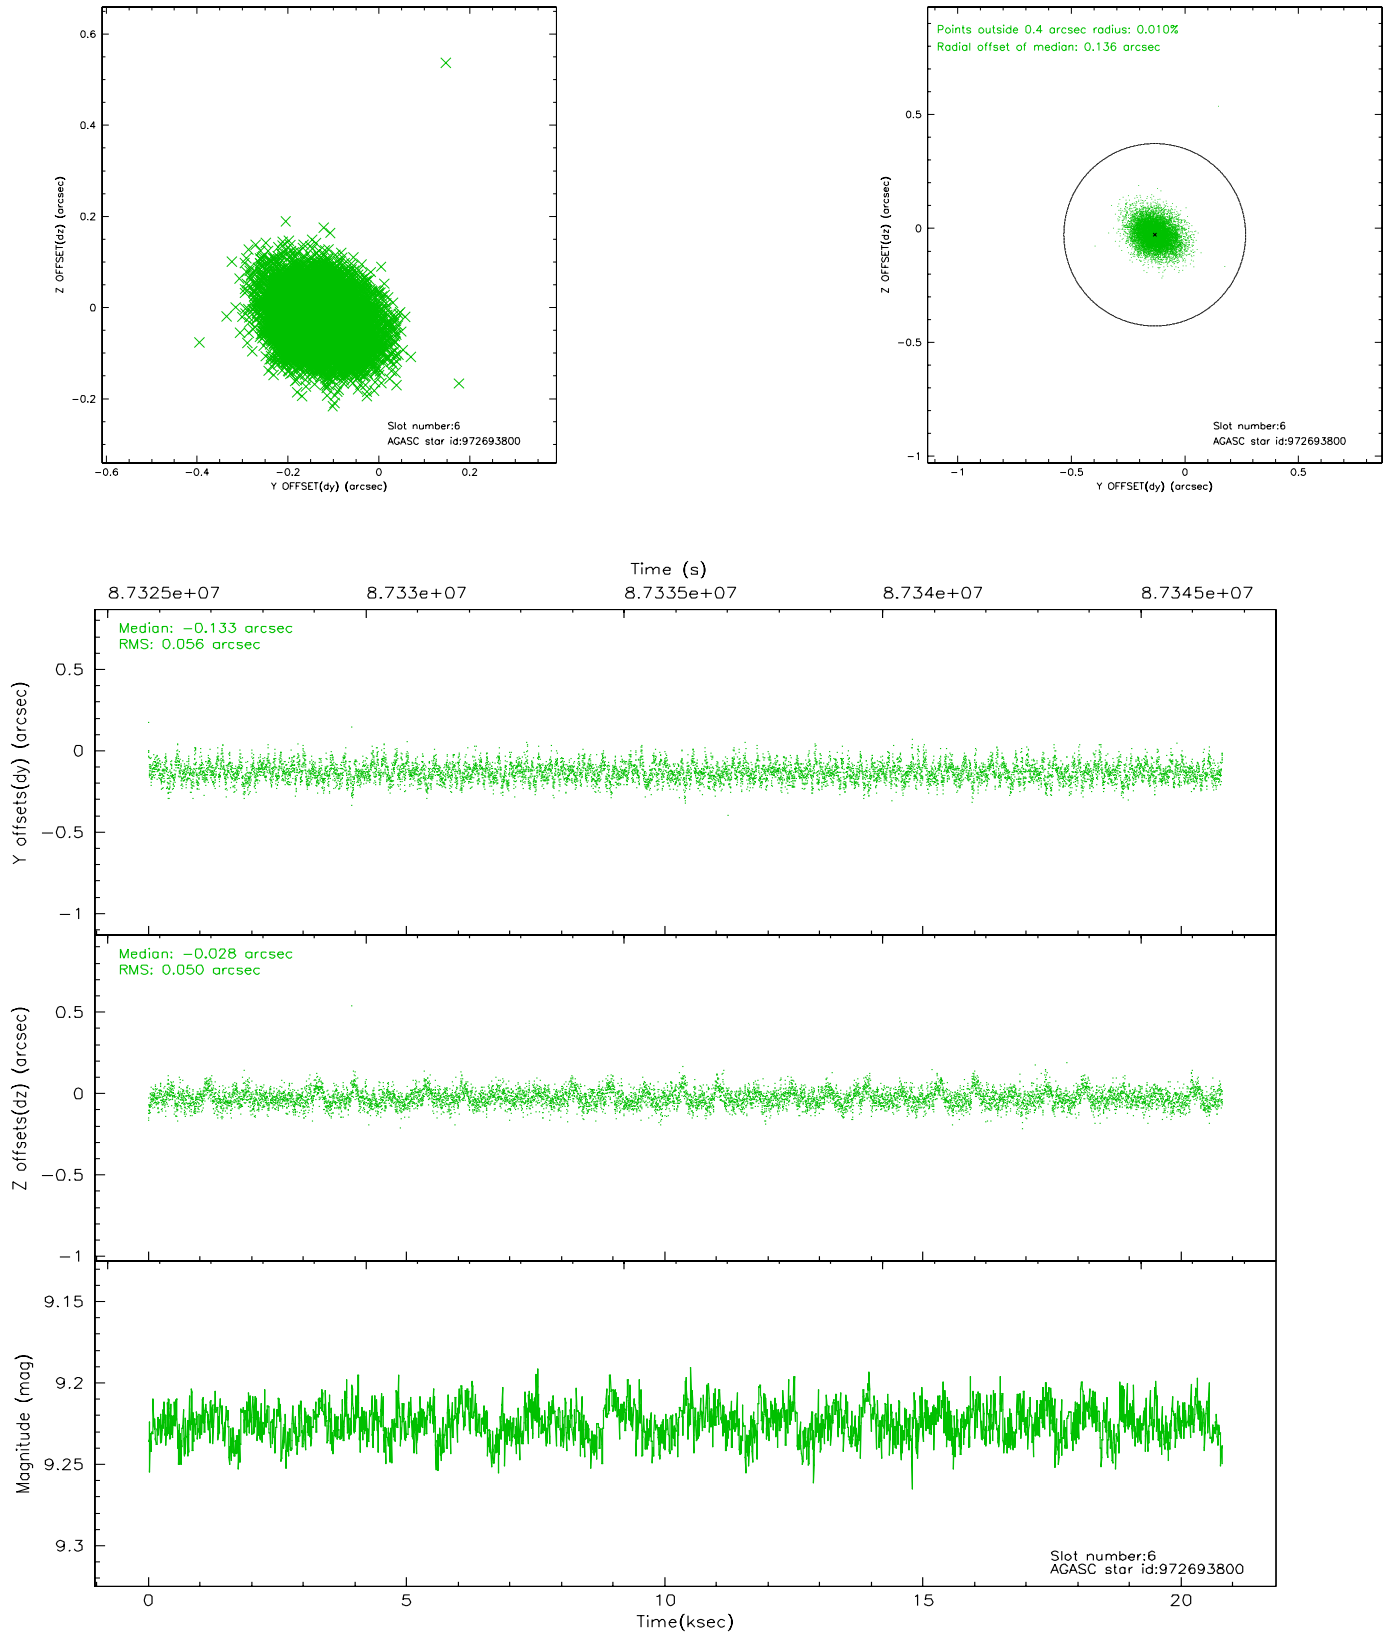 0.6
0.4
0.2
0
−0.2
Z OFFSET(dz) (arcsec)
Slot number:6
AGASC star id:972693800
−0.6
−0.4
−0.2
0
0.2
Y OFFSET(dy) (arcsec)
Points outside 0.4 arcsec radius: 0.010%
Radial offset of median: 0.136 arcsec
0.5
0
−0.5
−1
Z OFFSET(dz) (arcsec)
Slot number:6
AGASC star id:972693800
−1
−0.5
0
0.5
Y OFFSET(dy) (arcsec)
Time (s)
8.7325e+07
8.733e+07
8.7335e+07
8.734e+07
8.7345e+07
Median: −0.133 arcsec
RMS: 0.056 arcsec
0.5
0
−0.5
−1
Y offsets(dy) (arcsec)
Median: −0.028 arcsec
RMS: 0.050 arcsec
0.5
0
−0.5
−1
Z offsets(dz) (arcsec)
9.15
9.2
9.25
9.3
Magnitude (mag)
Slot number:6
AGASC star id:972693800
0
5
10
15
20
Time(ksec)